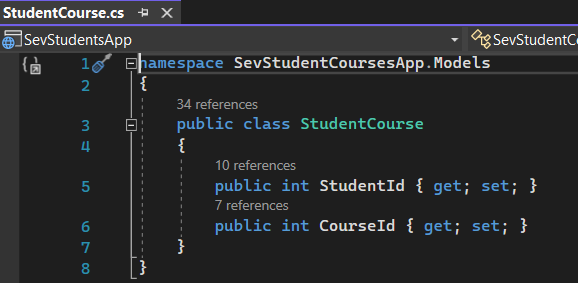 StudentCourse.cs
SevStudentsApp SevStudentC
1 namespace SevStudentCoursesApp.Models
2 {
34 references
3 public class StudentCourse
4 {
10 references
5 public int StudentId { get; set; }
7 references
6 public int CourseId { get; set; }
7 }
8 }